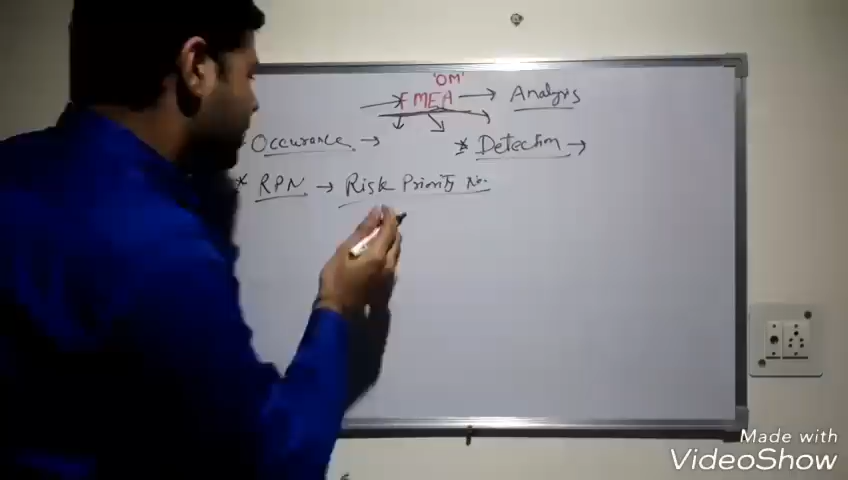 'OM'
→ FMEA → Analysis
Occurance → * Detection →
* RPN → Risk Priority No.
Made with
VideoShow